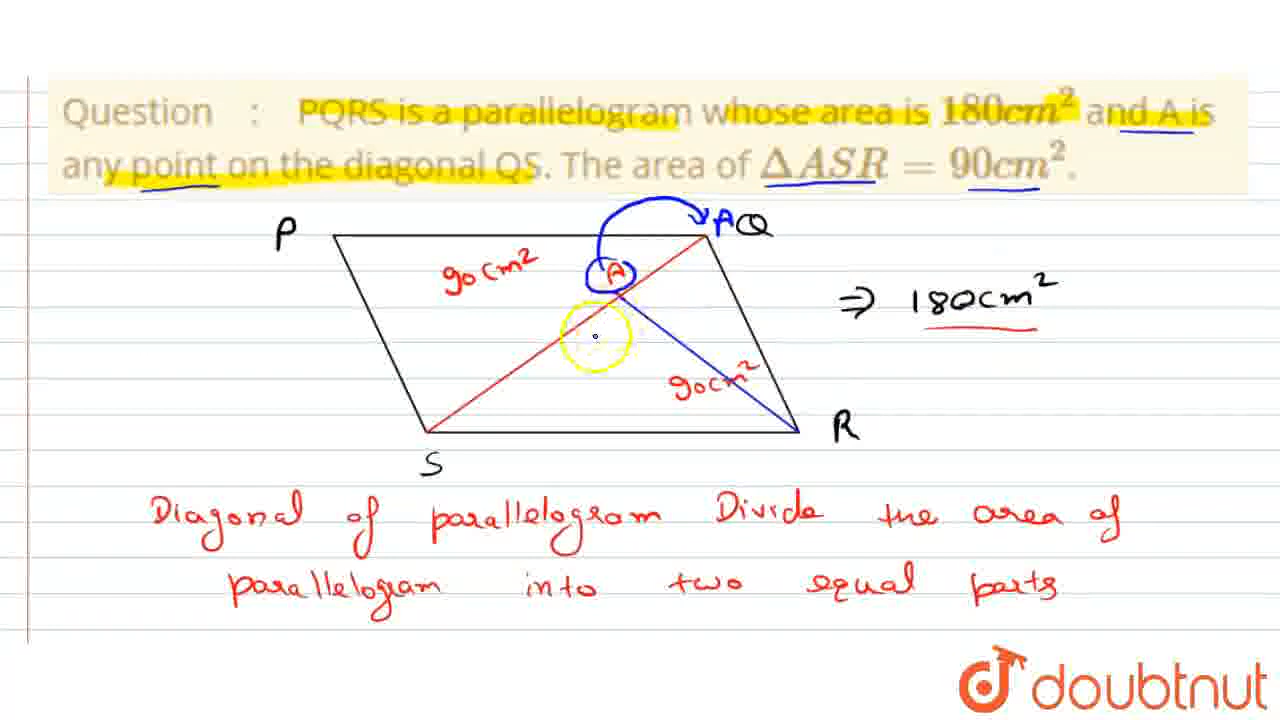 Question : PQRS is a parallelogram whose area is 180cm² and A is
any point on the diagonal QS. The area of ΔASR = 90cm².
P
A Q
A
90cm²
⇒ 180cm²
90cm²
R
S
Diagonal of parallelogram Divide the area of
parallelogram into two equal parts
doubtnut